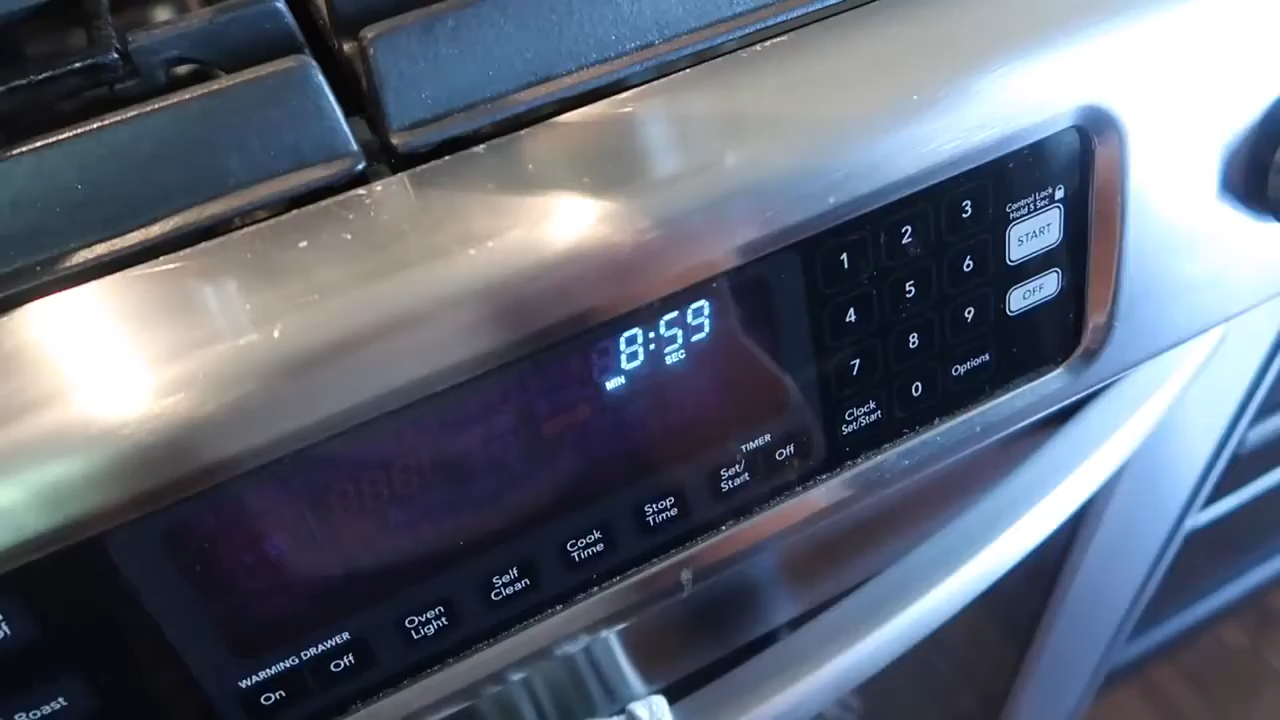 8:59
MIN SEC
1 2 3
4 5 6
7 8 9
0
Control Lock
Hold 5 Sec
START
OFF
Options
Clock
Set/Start
TIMER
Set/
Start
Off
Stop
Time
Cook
Time
Self
Clean
Oven
Light
WARMING DRAWER
On Off
Roast